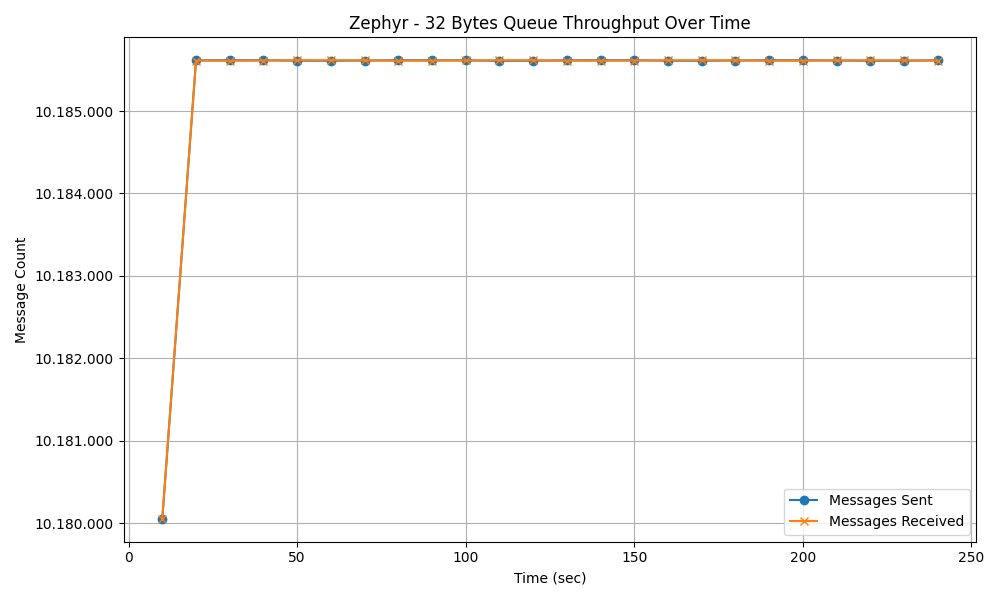 Zephyr - 32 Bytes Queue Throughput Over Time
Message Count
10.185.000
10.184.000
10.183.000
10.182.000
10.181.000
10.180.000
0
50
100
150
200
250
Time (sec)
Messages Sent
Messages Received